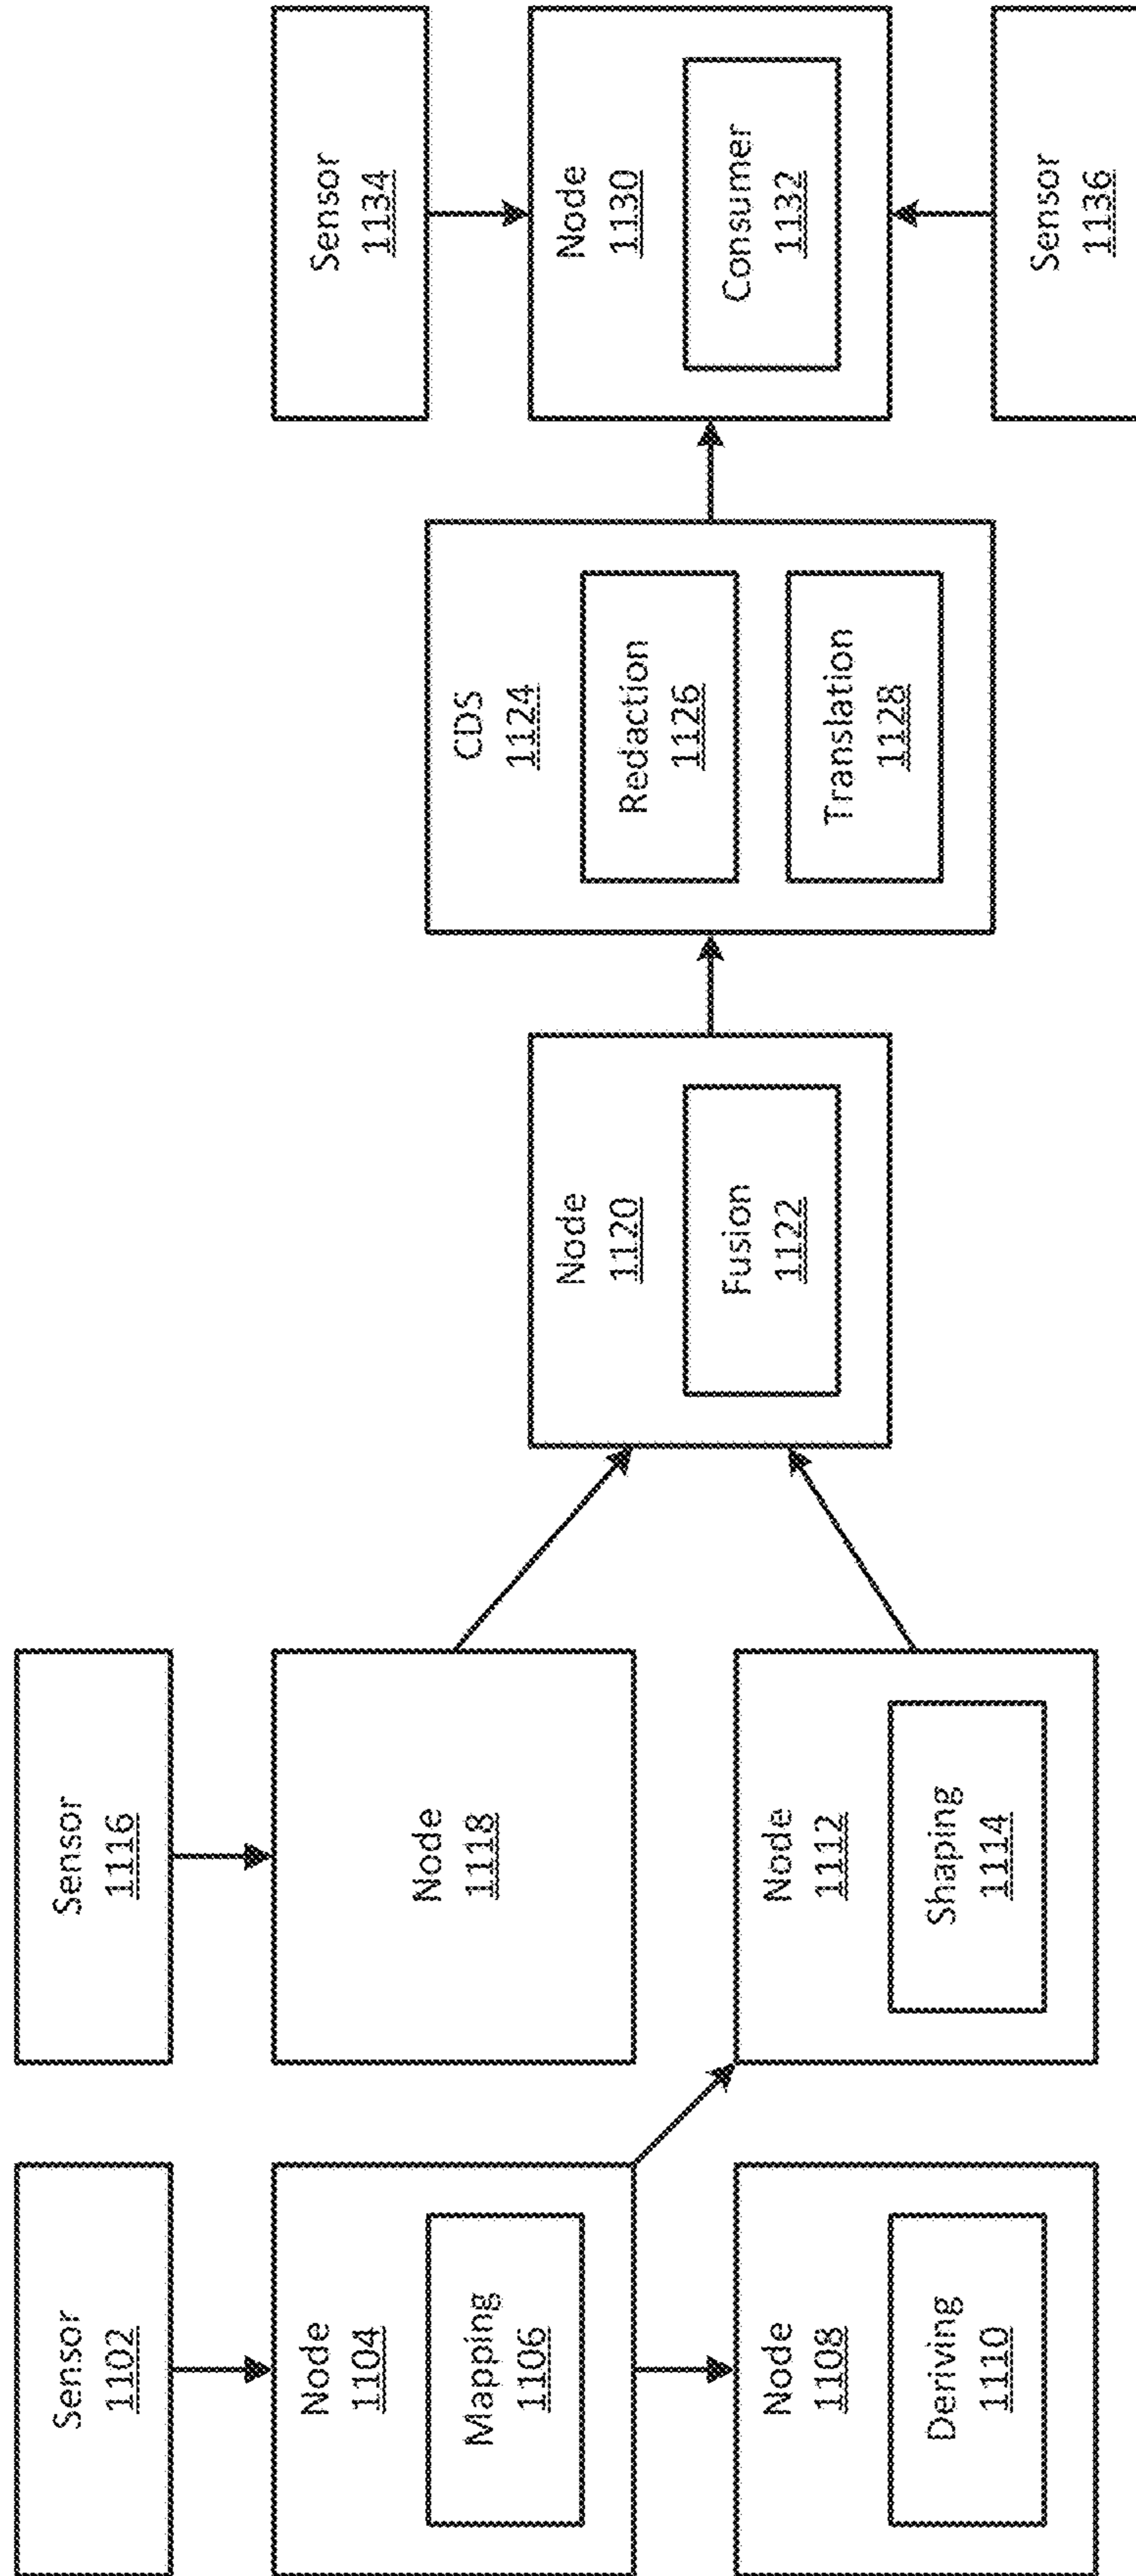 Sensor
1102
Node
1104
Mapping
1106
Node
1108
Deriving
1110
Sensor
1116
Node
1118
Node
1112
Shaping
1114
Node
1120
Fusion
1122
CDS
1124
Redaction
1126
Translation
1128
Sensor
1134
Node
1130
Consumer
1132
Sensor
1136